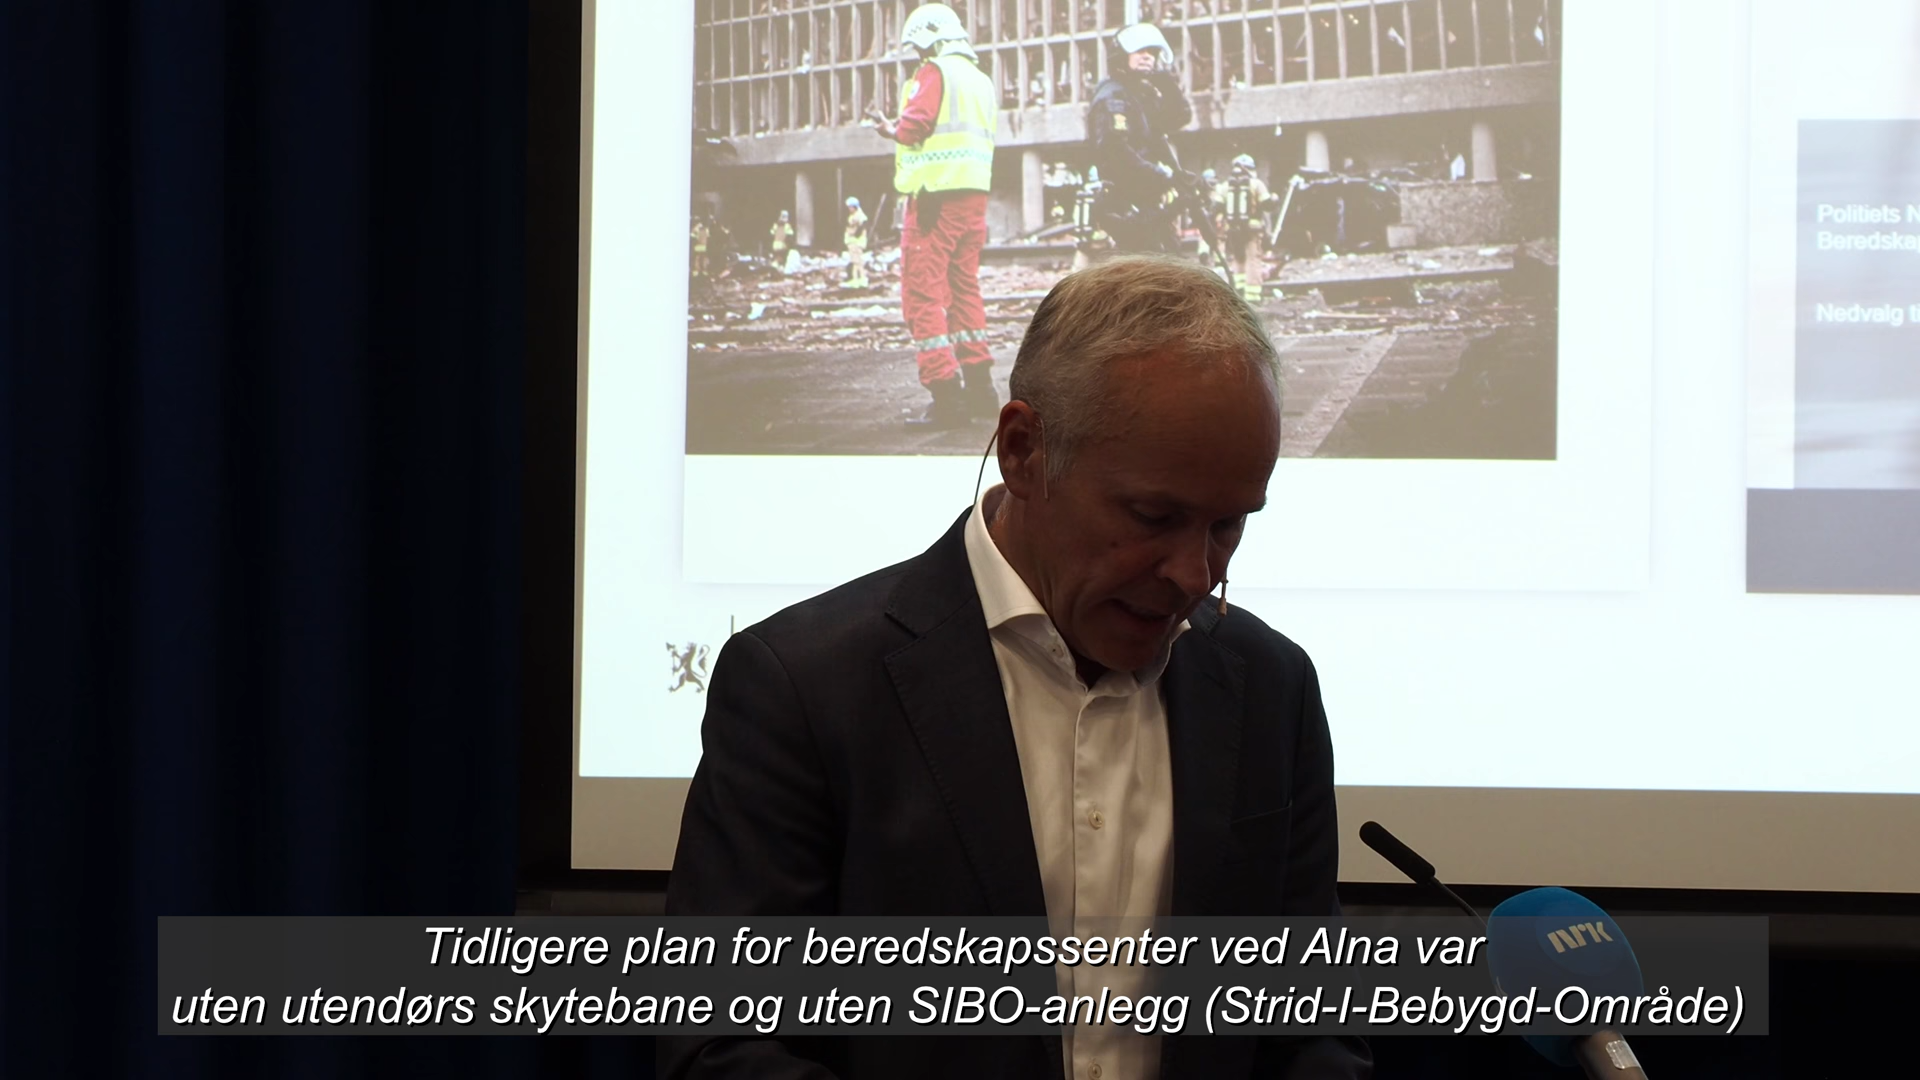 Politiets
Nedvalg
nrk
Tidligere plan for beredskapssenter ved Alna var
uten utendørs skytebane og uten SIBO-anlegg (Strid-I-Bebygd-Område)